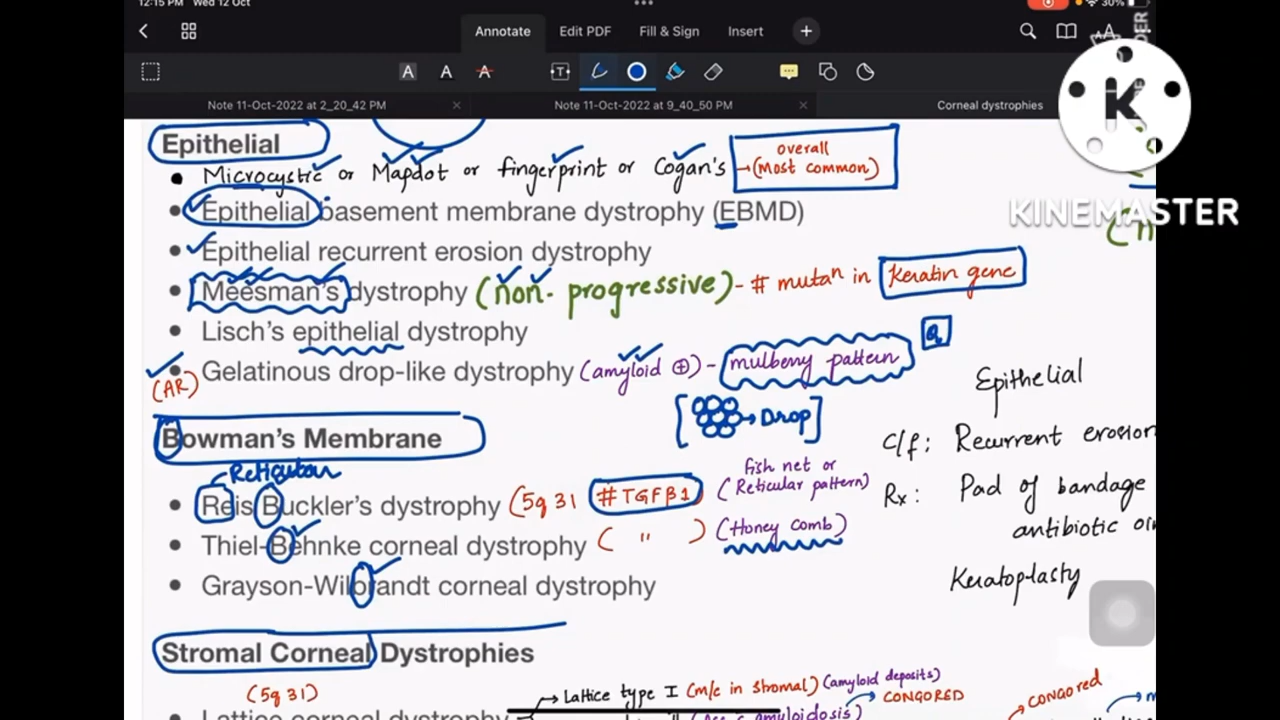 12:15 PM Wed 12 Oct
30%
Annotate Edit PDF Fill & Sign Insert
Note 11-Oct-2022 at 2_20_42 PM
Note 11-Oct-2022 at 9_40_50 PM
Corneal dystrophies
K
KINEMASTER
Epithelial
Microcystic or Mapdot or fingerprint or Cogan's overall
→(Most common)
Epithelial basement membrane dystrophy (EBMD)
Epithelial recurrent erosion dystrophy
Meesman's dystrophy (non-progressive) - # mutaⁿ in Keratin gene
Lisch's epithelial dystrophy
(AR) Gelatinous drop-like dystrophy (amyloid ⊕) - mulberry pattern Q
[ → Drop]
Epithelial
Bowman's Membrane
c/f: Recurrent erosion
Reticular
Reis Buckler's dystrophy (5q 31 #TGFβ1) (fish net or
Reticular pattern)
Rx: Pad of bandage
antibiotic oin
Thiel-Behnke corneal dystrophy ( " ) (Honey comb)
Grayson-Wilbrandt corneal dystrophy
Keratoplasty
Stromal Corneal Dystrophies
(5q 31)
Lattice corneal dystrophy
→ Lattice type I (m/c in stromal) (amyloid deposits)
→ CONGORED
amyloidosis)
CONGORED